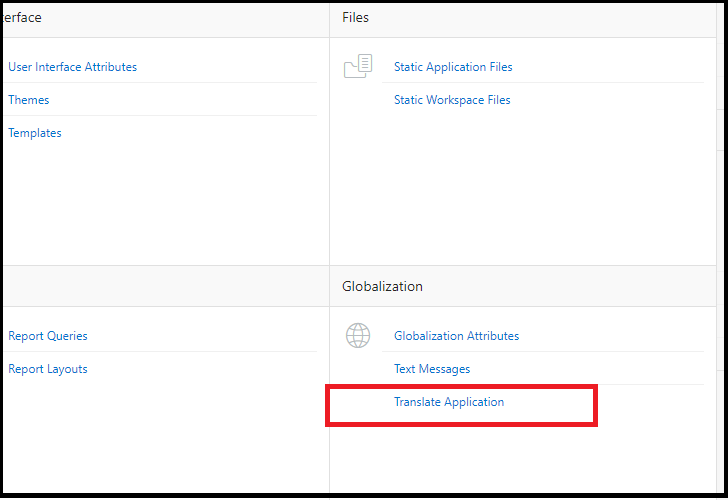 terface
User Interface Attributes
Themes
Templates
Files
Static Application Files
Static Workspace Files
Report Queries
Report Layouts
Globalization
Globalization Attributes
Text Messages
Translate Application